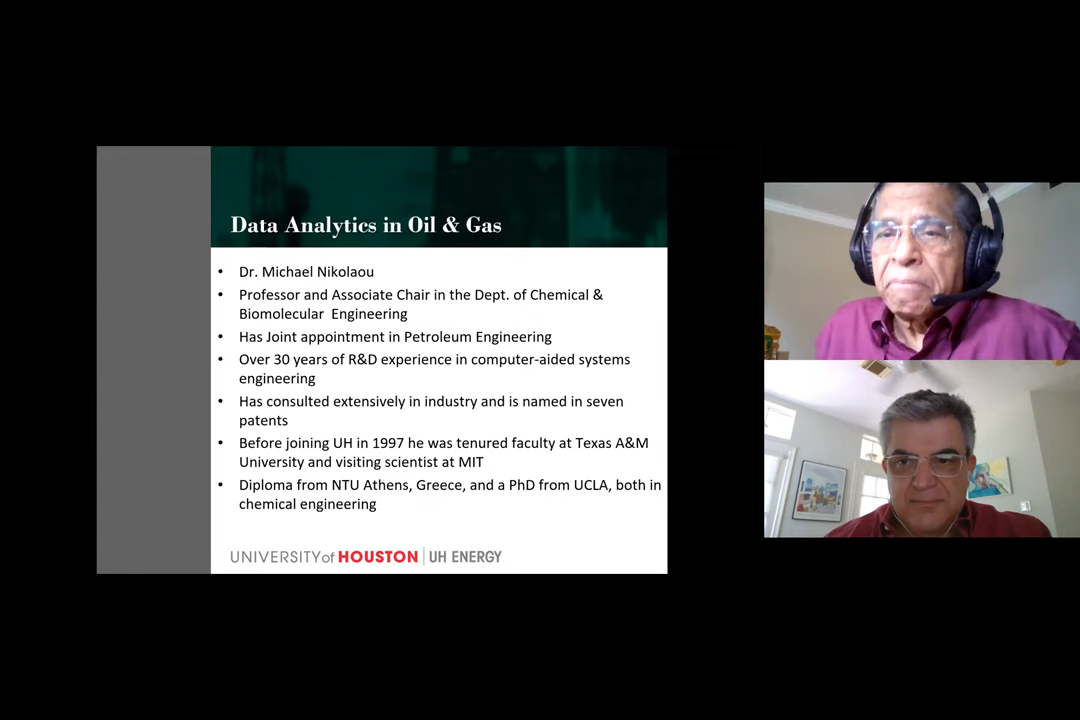 Data Analytics in Oil & Gas
• Dr. Michael Nikolaou
• Professor and Associate Chair in the Dept. of Chemical &
Biomolecular Engineering
• Has Joint appointment in Petroleum Engineering
• Over 30 years of R&D experience in computer-aided systems
engineering
• Has consulted extensively in industry and is named in seven
patents
• Before joining UH in 1997 he was tenured faculty at Texas A&M
University and visiting scientist at MIT
• Diploma from NTU Athens, Greece, and a PhD from UCLA, both in
chemical engineering
UNIVERSITY of HOUSTON | UH ENERGY